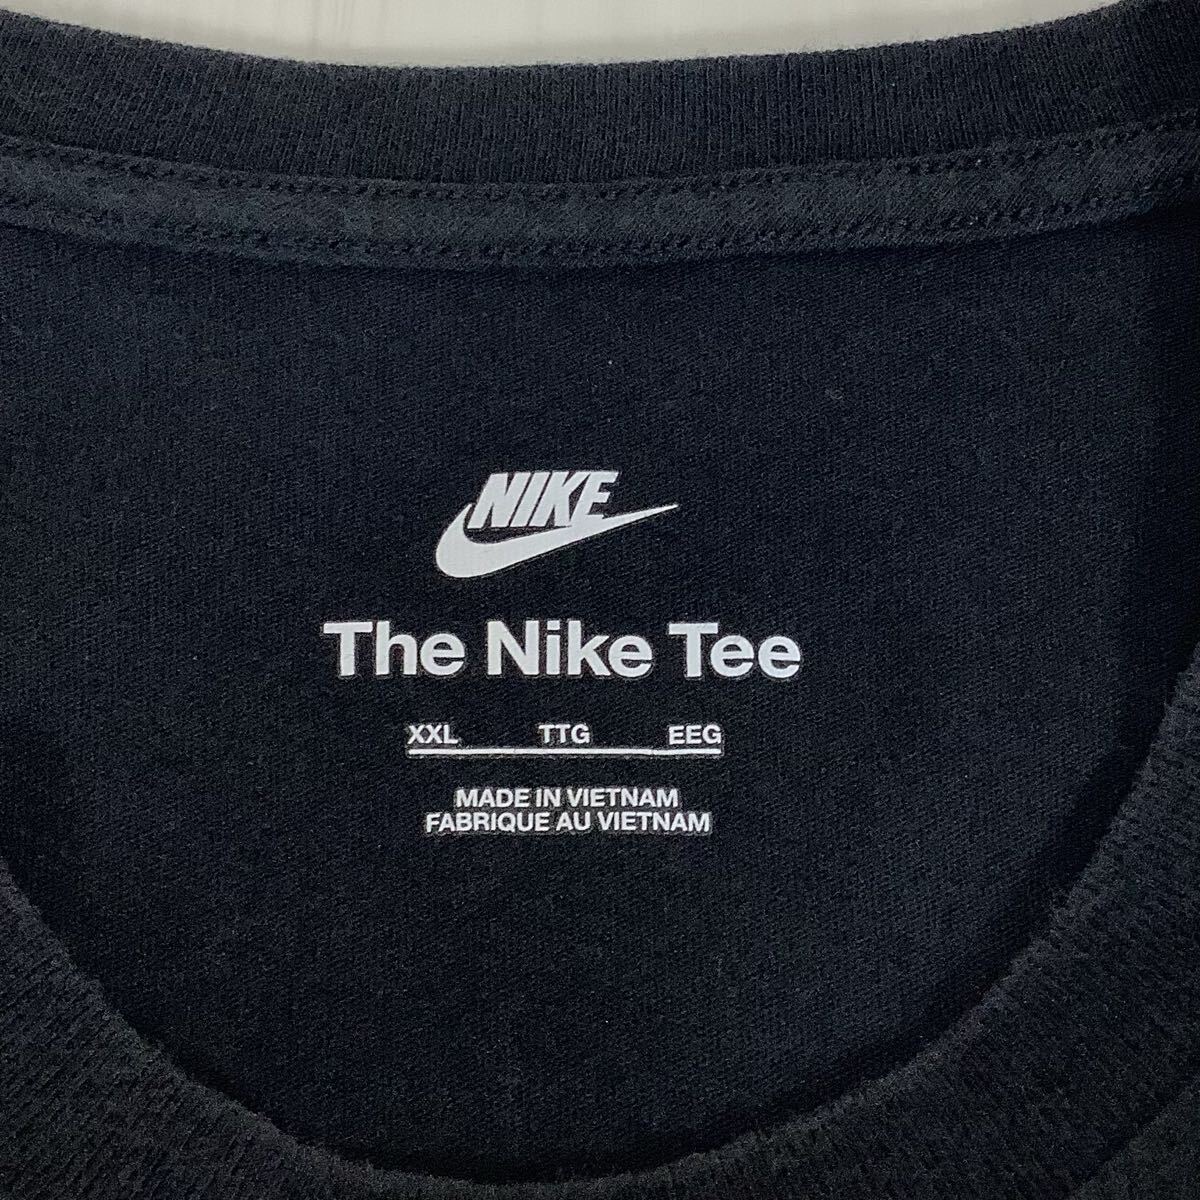 NIKE
The Nike Tee
XXL TTG EEG
MADE IN VIETNAM
FABRIQUE AU VIETNAM